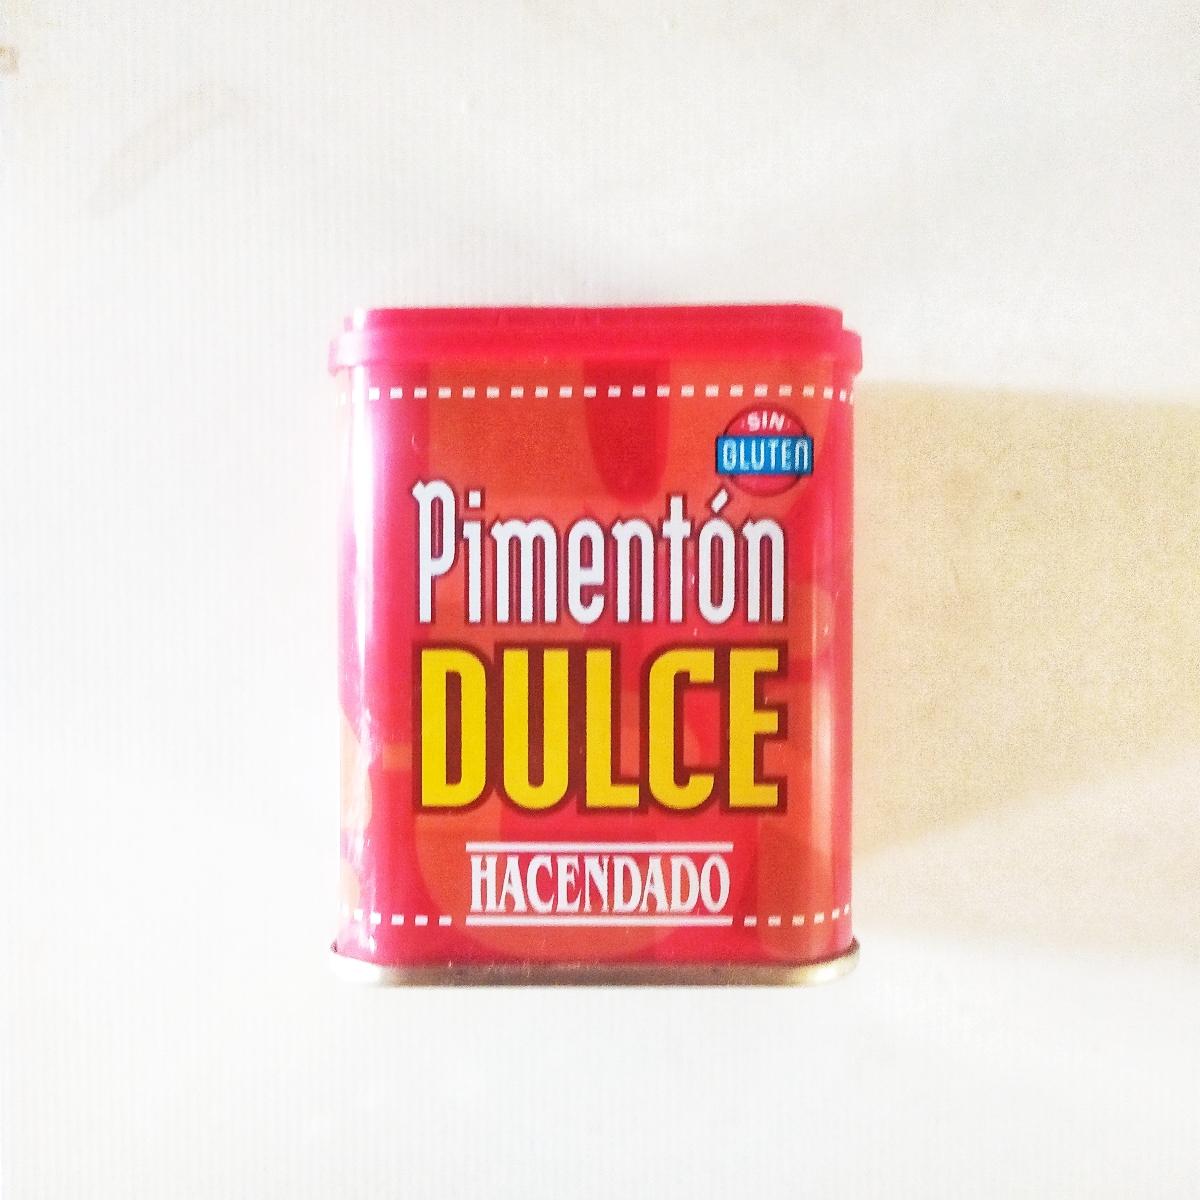 SIN
GLUTEN
Pimentón
DULCE
HACENDADO